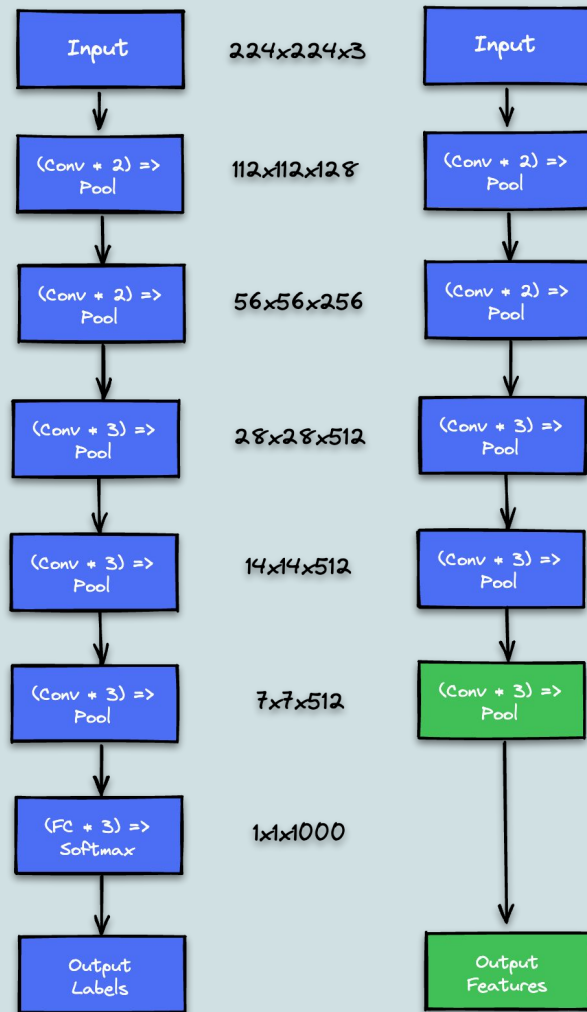 Input
224x224x3
Input
(Conv * 2) =>
Pool
112x112x128
(Conv * 2) =>
Pool
(Conv * 2) =>
Pool
56x56x256
(Conv * 2) =>
Pool
(Conv * 3) =>
Pool
28x28x512
(Conv * 3) =>
Pool
(Conv * 3) =>
Pool
14x14x512
(Conv * 3) =>
Pool
(Conv * 3) =>
Pool
7x7x512
(Conv * 3) =>
Pool
(FC * 3) =>
Softmax
1x1x1000
Output
Labels
Output
Features